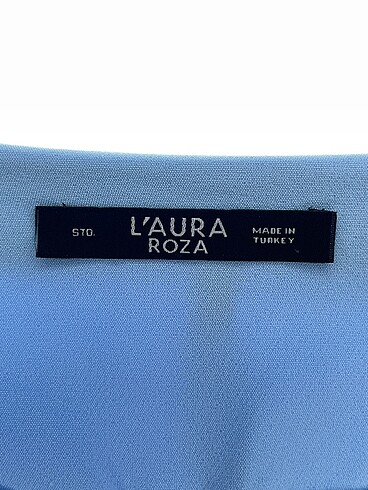 STD.
L'AURA
ROZA
MADE IN
TURKEY